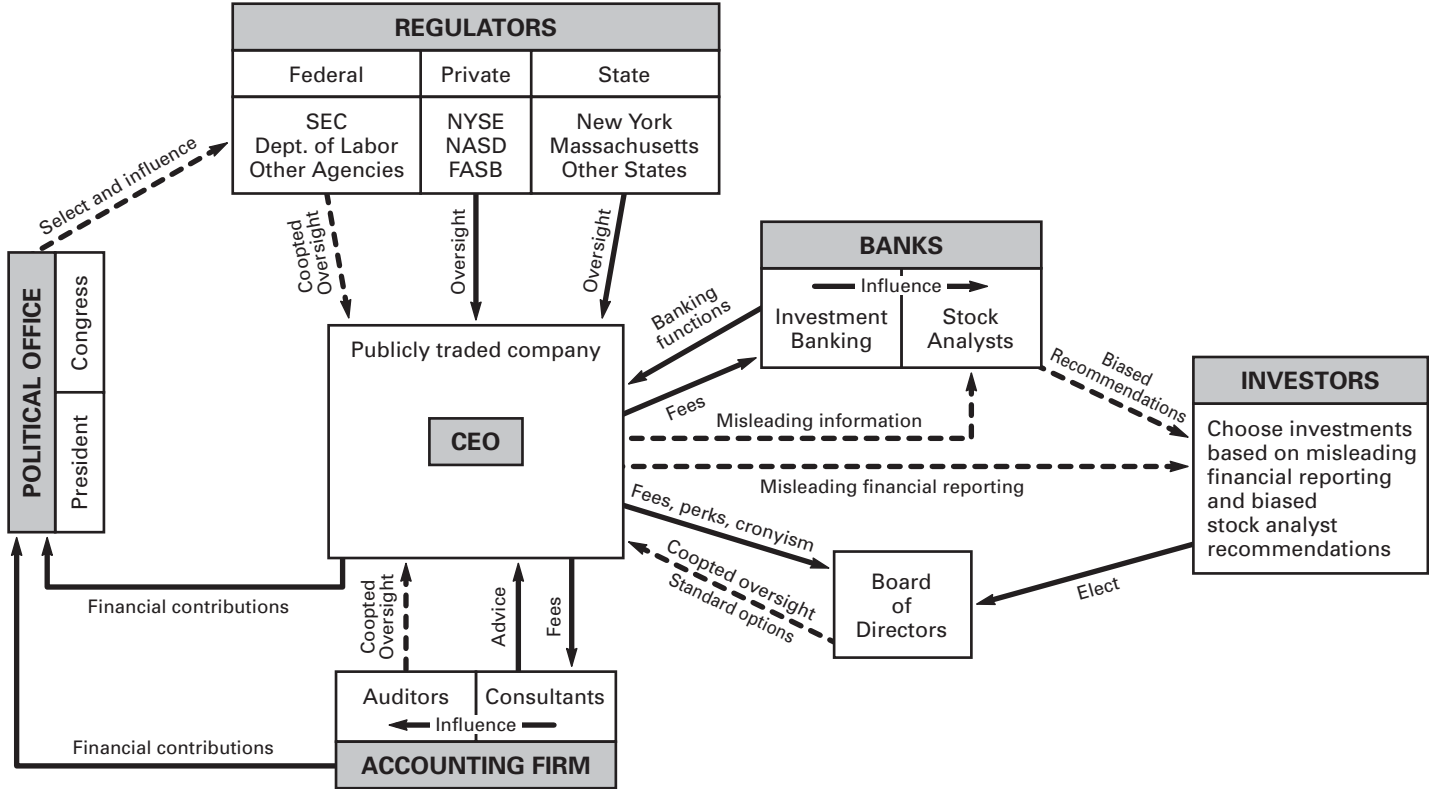 REGULATORS
Federal
Private
State
SEC
Dept. of Labor
Other Agencies
NYSE
NASD
FASB
New York
Massachusetts
Other States
Select and influence
Coopted
Oversight
Oversight
Oversight
POLITICAL OFFICE
Congress
President
Publicly traded company
CEO
BANKS
Influence
Investment
Banking
Stock
Analysts
Banking
functions
Fees
Biased
Recommendations
Misleading information
Misleading financial reporting
INVESTORS
Choose investments
based on misleading
financial reporting
and biased
stock analyst
recommendations
Fees, perks, cronyism
Coopted oversight
Standard options
Board
of
Directors
Elect
Financial contributions
Coopted
Oversight
Advice
Fees
Auditors
Consultants
Influence
ACCOUNTING FIRM
Financial contributions